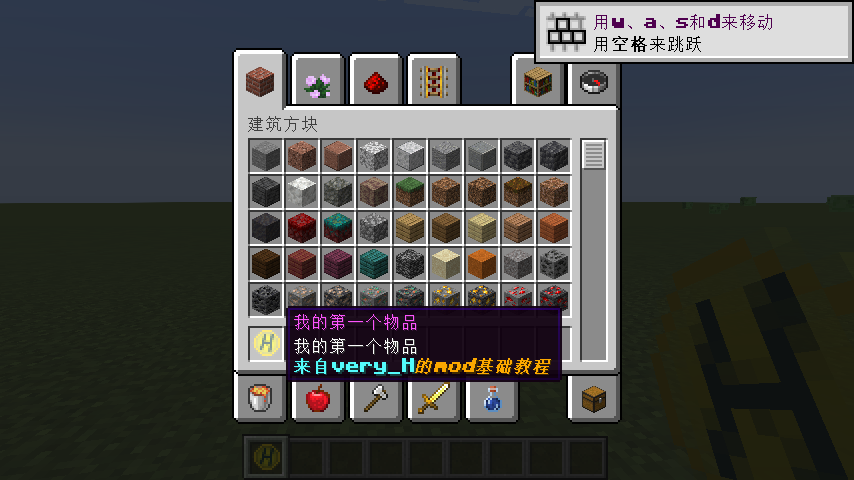 用w、a、s和d来移动
用空格来跳跃
建筑方块
我的第一个物品
我的第一个物品
来自very_H的mod基础教程
H
H